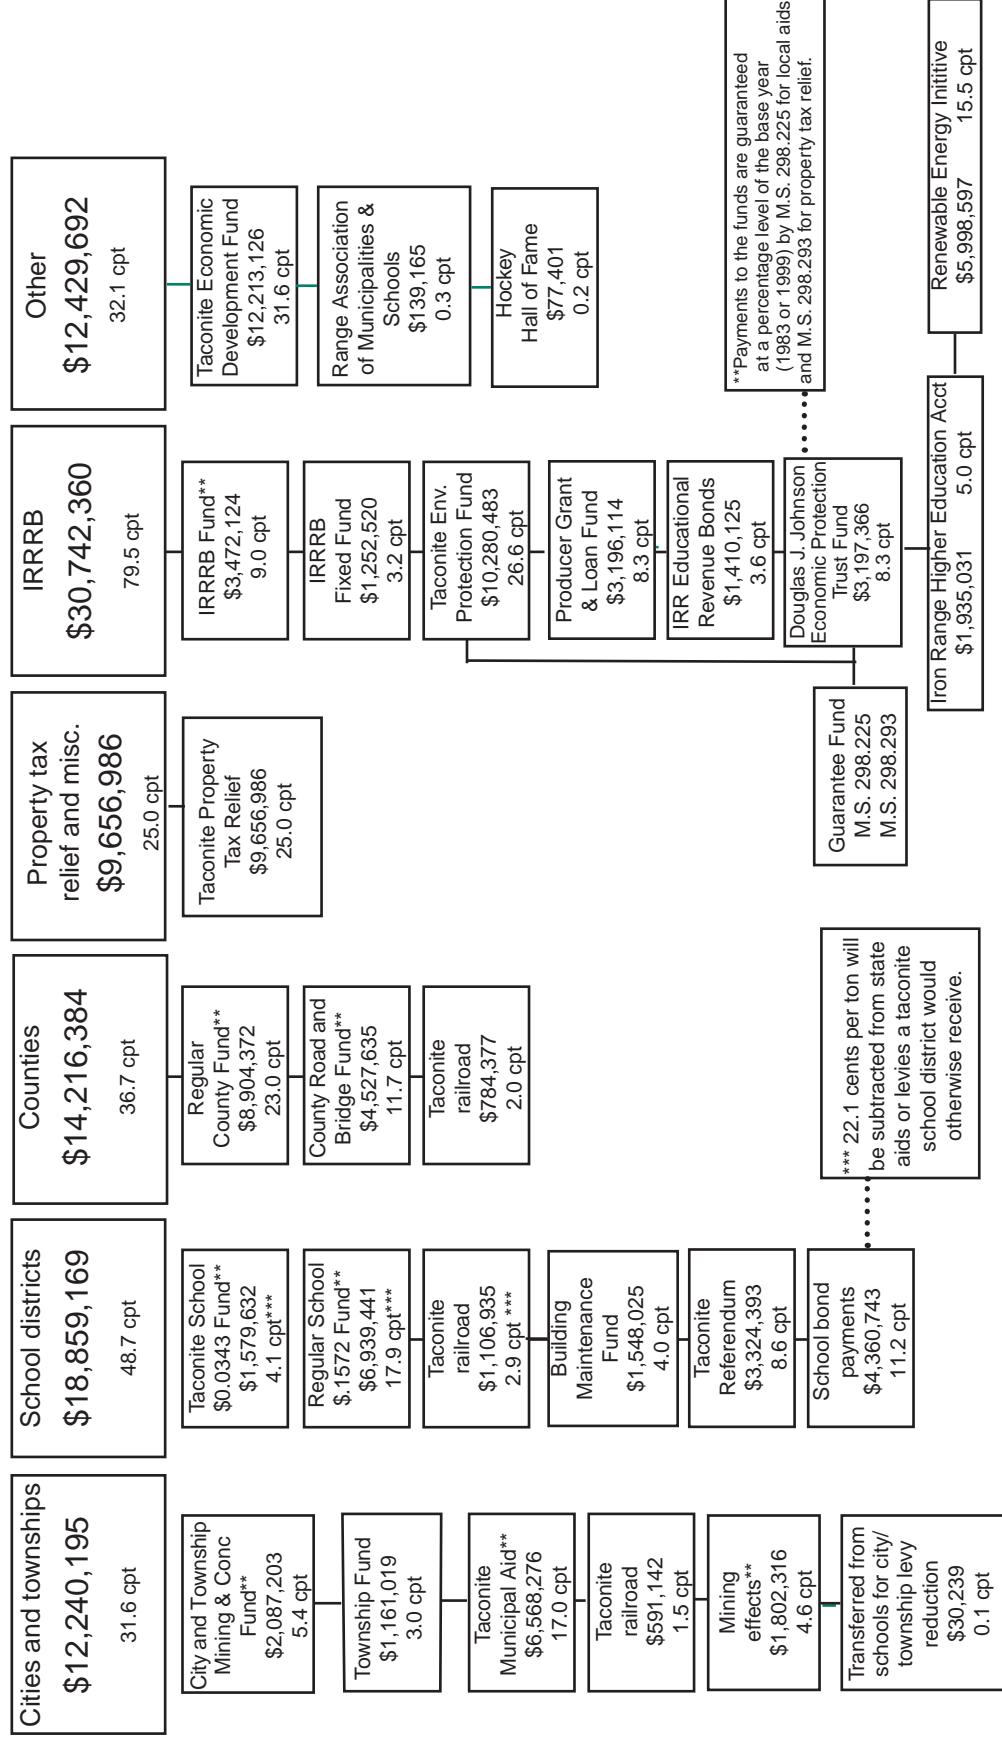 Cities and townships
$12,240,195
31.6 cpt
City and Township
Mining & Conc
Fund**
$2,087,203
5.4 cpt
Township Fund
$1,161,019
3.0 cpt
Taconite
Municipal Aid**
$6,568,276
17.0 cpt
Taconite
railroad
$591,142
1.5 cpt
Mining
effects**
$1,802,316
4.6 cpt
Transferred from
schools for city/
township levy
reduction
$30,239
0.1 cpt
School districts
$18,859,169
48.7 cpt
Taconite School
$0.0343 Fund**
$1,579,632
4.1 cpt***
Regular School
$.1572 Fund**
$6,939,441
17.9 cpt***
Taconite
railroad
$1,106,935
2.9 cpt ***
Building
Maintenance
Fund
$1,548,025
4.0 cpt
Taconite
Referendum
$3,324,393
8.6 cpt
School bond
payments
$4,360,743
11.2 cpt
*** 22.1 cents per ton will
be subtracted from state
aids or levies a taconite
school district would
otherwise receive.
Counties
$14,216,384
36.7 cpt
Regular
County Fund**
$8,904,372
23.0 cpt
County Road and
Bridge Fund**
$4,527,635
11.7 cpt
Taconite
railroad
$784,377
2.0 cpt
Property tax
relief and misc.
$9,656,986
25.0 cpt
Taconite Property
Tax Relief
$9,656,986
25.0 cpt
IRRRB
$30,742,360
79.5 cpt
IRRRB Fund**
$3,472,124
9.0 cpt
IRRRB
Fixed Fund
$1,252,520
3.2 cpt
Taconite Env.
Protection Fund
$10,280,483
26.6 cpt
Producer Grant
& Loan Fund
$3,196,114
8.3 cpt
IRR Educational
Revenue Bonds
$1,410,125
3.6 cpt
Douglas J. Johnson
Economic Protection
Trust Fund
$3,197,366
8.3 cpt
Guarantee Fund
M.S. 298.225
M.S. 298.293
Iron Range Higher Education Acct
$1,935,031 5.0 cpt
Renewable Energy Inititive
$5,998,597 15.5 cpt
Other
$12,429,692
32.1 cpt
Taconite Economic
Development Fund
$12,213,126
31.6 cpt
Range Association
of Municipalities &
Schools
$139,165
0.3 cpt
Hockey
Hall of Fame
$77,401
0.2 cpt
**Payments to the funds are guaranteed
at a percentage level of the base year
(1983 or 1999) by M.S. 298.225 for local aids
and M.S. 298.293 for property tax relief.